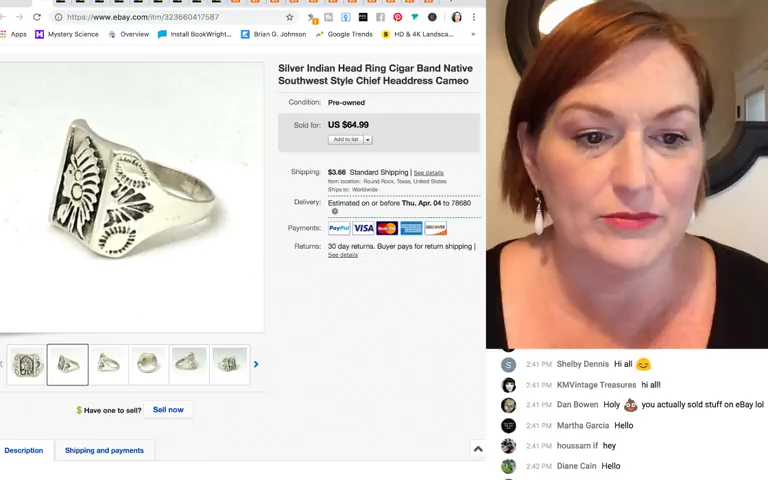 https://www.ebay.com/itm/323660417587
Apps
Mystery Science
Overview
Install BookWright...
Brian G. Johnson
Google Trends
HD & 4K Landsca...
Silver Indian Head Ring Cigar Band Native
Southwest Style Chief Headdress Cameo
Condition: Pre-owned
Sold for: US $64.99
Add to list
Shipping: $3.66 Standard Shipping | See details
Item location: Round Rock, Texas, United States
Ships to: Worldwide
Delivery: Estimated on or before Thu. Apr. 04 to 78680
Payments: PayPal VISA MasterCard DISCOVER
Returns: 30 day returns. Buyer pays for return shipping |
See details
$ Have one to sell? Sell now
Description
Shipping and payments
S 2:41 PM Shelby Dennis Hi all
2:41 PM KMVintage Treasures hi all!
2:41 PM Dan Bowen Holy you actually sold stuff on eBay lol
2:41 PM Martha Garcia Hello
2:41 PM houssam if hey
2:42 PM Diane Cain Hello